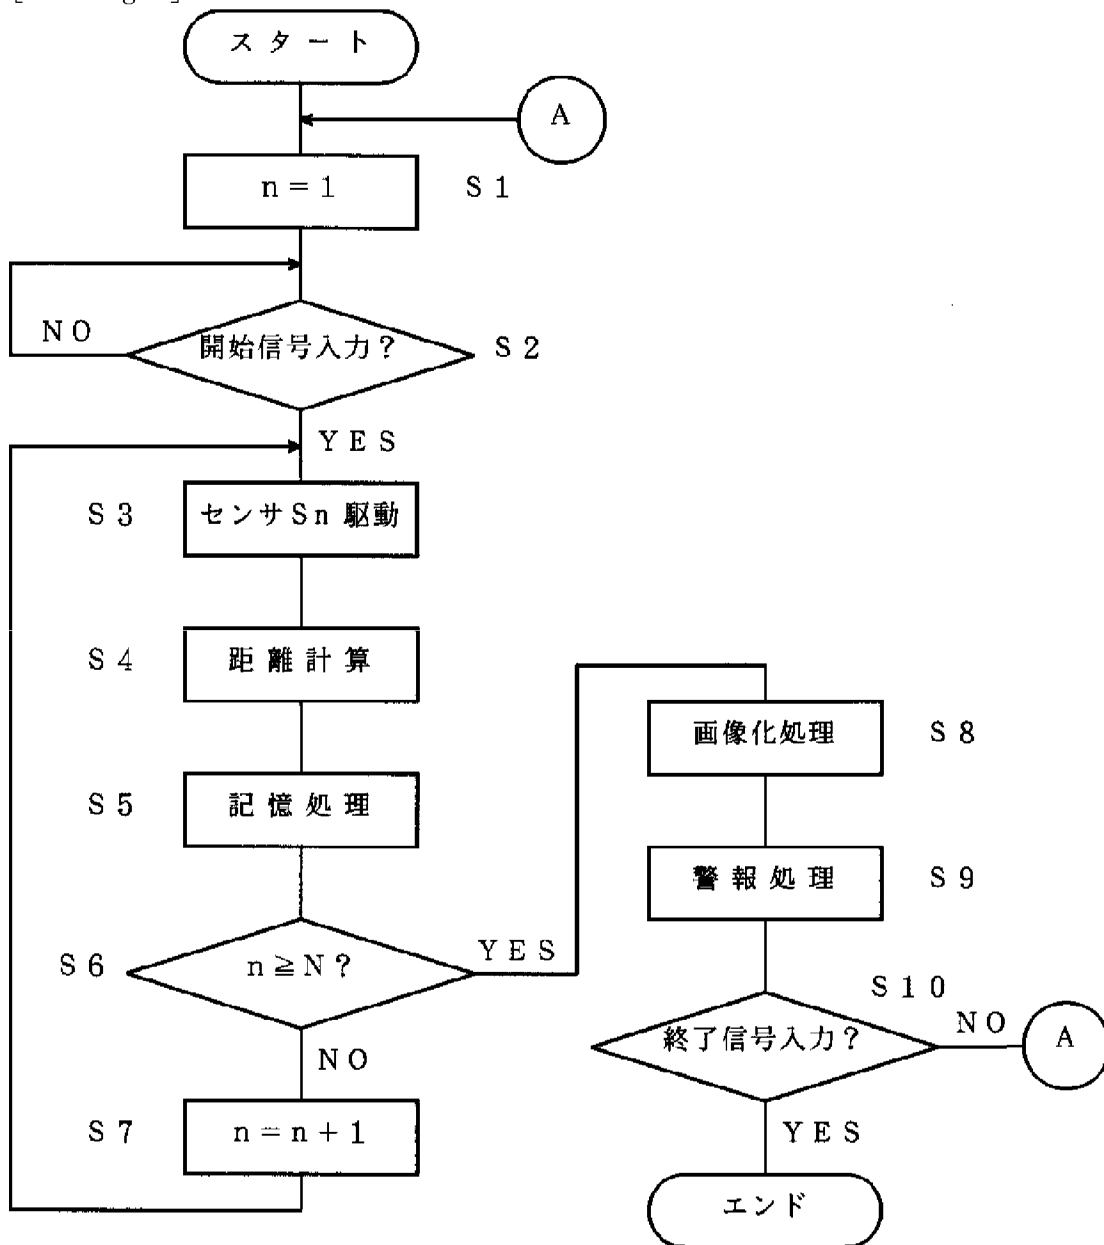 スタート
A
n=1
S1
NO
開始信号入力?
S2
YES
S3
センサSn駆動
S4
距離計算
S5
記憶処理
S6
n≧N?
YES
NO
S7
n=n+1
画像化処理
S8
警報処理
S9
S10
終了信号入力?
NO
A
YES
エンド